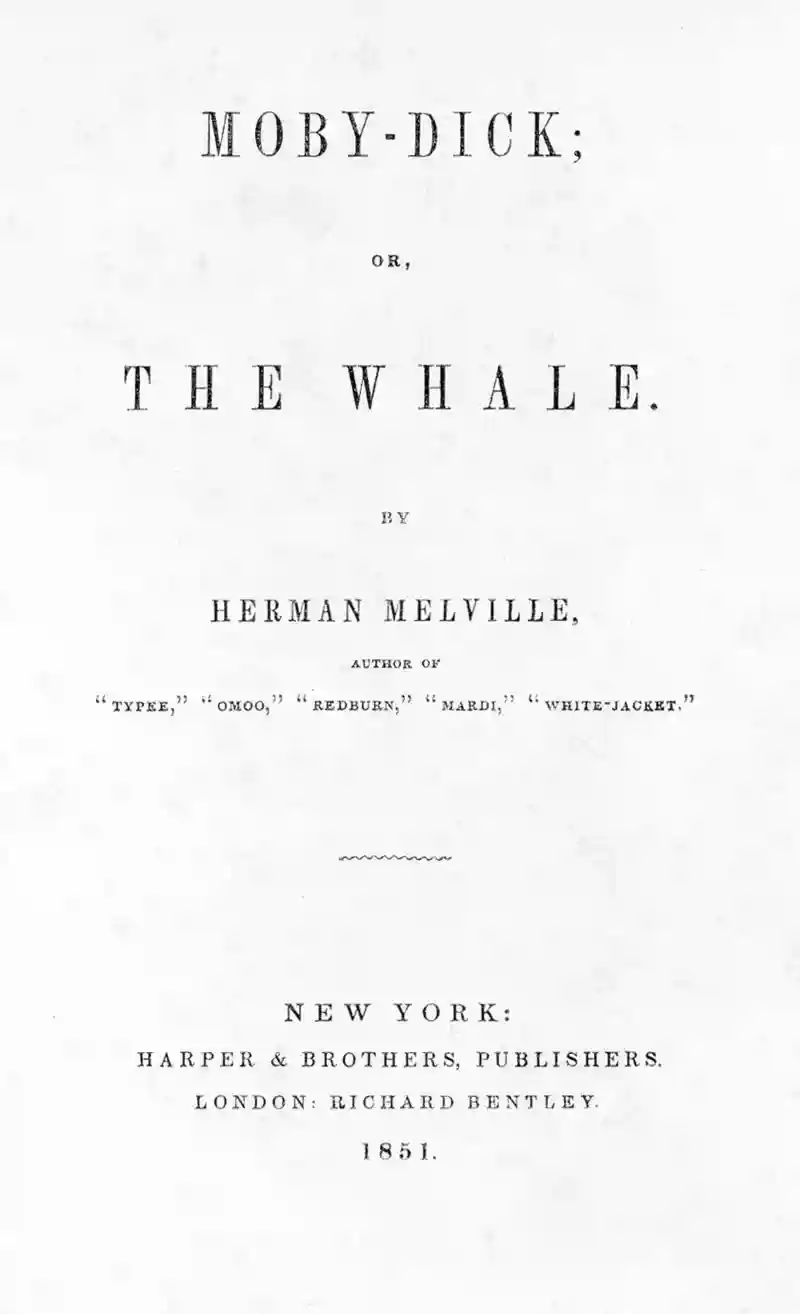 MOBY-DICK;
OR,
THE WHALE.
BY
HERMAN MELVILLE,
AUTHOR OF
“TYPEE,” “OMOO,” “REDBURN,” “MARDI,” “WHITE-JACKET.”
NEW YORK:
HARPER & BROTHERS, PUBLISHERS.
LONDON: RICHARD BENTLEY.
1851.